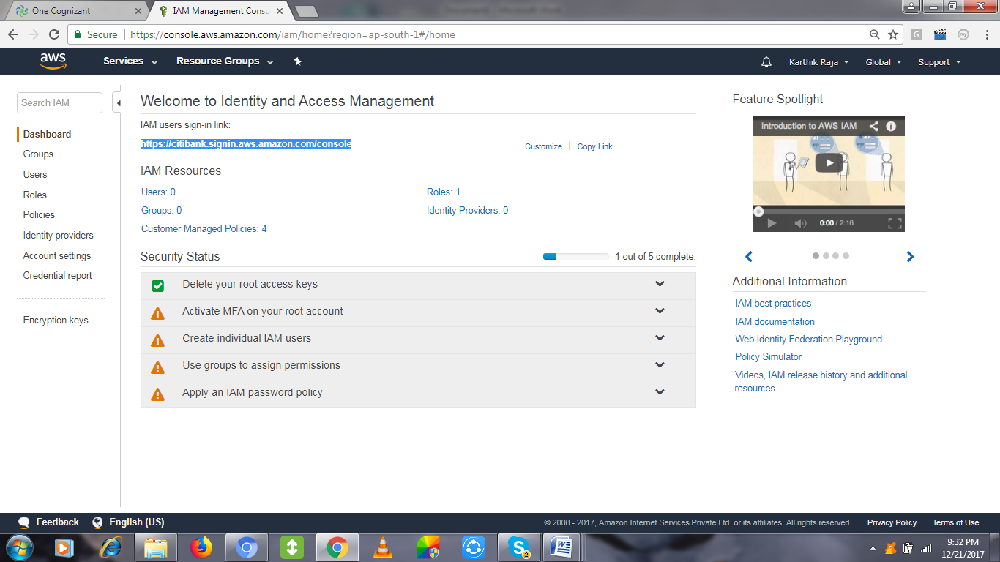 One Cognizant
IAM Management Conso
Secure
https://console.aws.amazon.com/iam/home?region=ap-south-1#/home
aws
Services
Resource Groups
Karthik Raja
Global
Support
Search IAM
Dashboard
Groups
Users
Roles
Policies
Identity providers
Account settings
Credential report
Encryption keys
Welcome to Identity and Access Management
IAM users sign-in link:
https://citibank.signin.aws.amazon.com/console
Customize | Copy Link
IAM Resources
Users: 0
Roles: 1
Groups: 0
Identity Providers: 0
Customer Managed Policies: 4
Security Status
1 out of 5 complete.
Delete your root access keys
Activate MFA on your root account
Create individual IAM users
Use groups to assign permissions
Apply an IAM password policy
Feature Spotlight
Introduction to AWS IAM
0:00 / 2:16
Additional Information
IAM best practices
IAM documentation
Web Identity Federation Playground
Policy Simulator
Videos, IAM release history and additional
resources
Feedback
English (US)
© 2008 - 2017, Amazon Internet Services Private Ltd. or its affiliates. All rights reserved.
Privacy Policy
Terms of Use
9:32 PM
12/21/2017